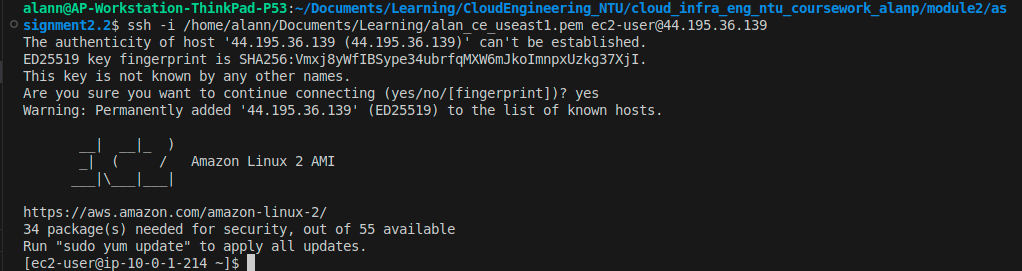 alann@AP-Workstation-ThinkPad-P53:~/Documents/Learning/CloudEngineering_NTU/cloud_infra_eng_ntu_coursework_alanp/module2/as
signment2.2$ ssh -i /home/alann/Documents/Learning/alan_ce_useast1.pem ec2-user@44.195.36.139
The authenticity of host '44.195.36.139 (44.195.36.139)' can't be established.
ED25519 key fingerprint is SHA256:Vmxj8yWfIBSype34ubrfqMXW6mJkoImnpxUzkg37XjI.
This key is not known by any other names.
Are you sure you want to continue connecting (yes/no/[fingerprint])? yes
Warning: Permanently added '44.195.36.139' (ED25519) to the list of known hosts.
       __|  __|_  )
       _|  (     /   Amazon Linux 2 AMI
      ___|\___|___|
https://aws.amazon.com/amazon-linux-2/
34 package(s) needed for security, out of 55 available
Run "sudo yum update" to apply all updates.
[ec2-user@ip-10-0-1-214 ~]$